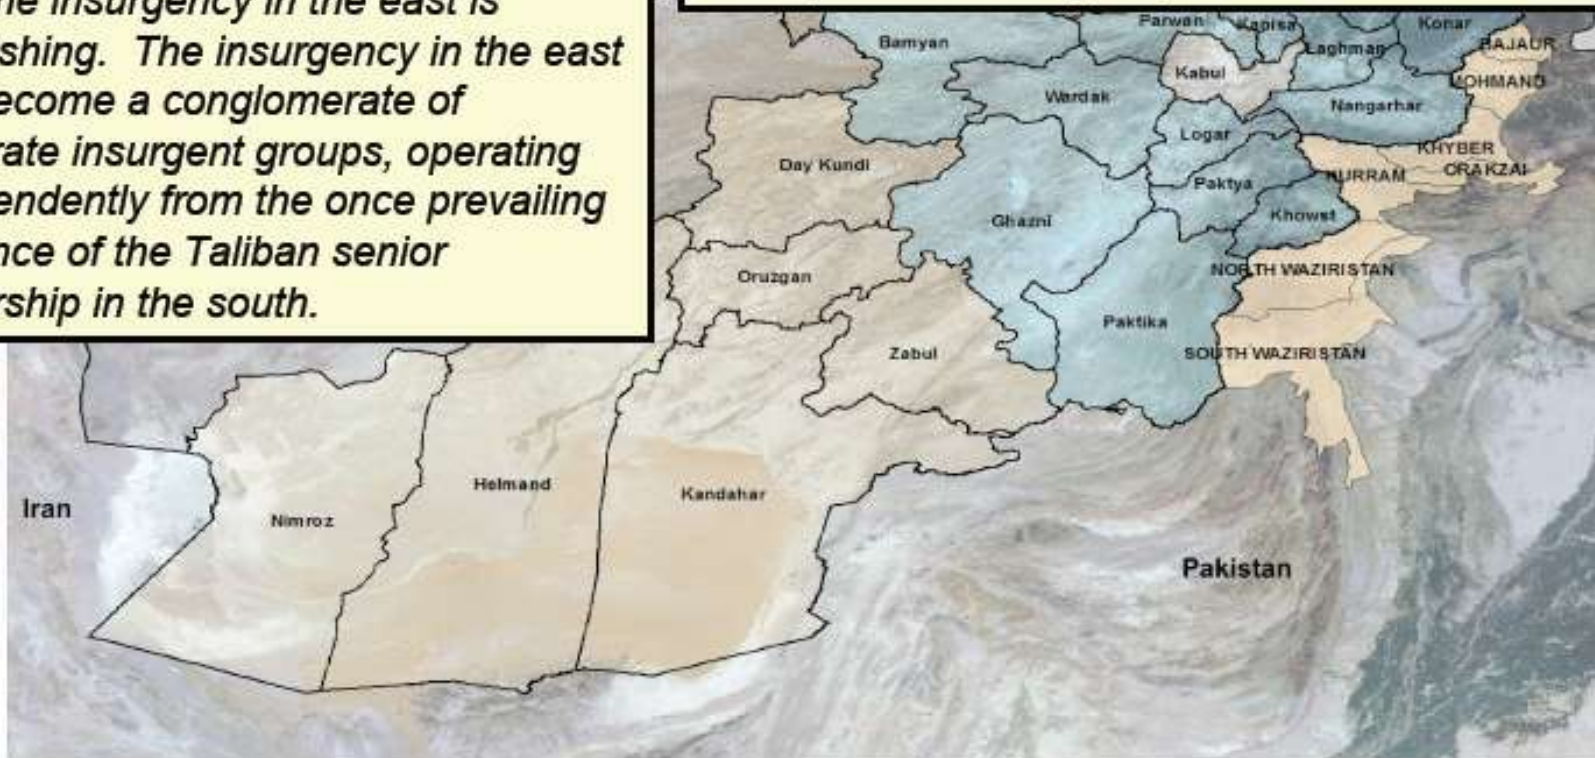 ne insurgency in the east is
shing. The insurgency in the east
ecome a conglomerate of
rate insurgent groups, operating
endently from the once prevailing
nce of the Taliban senior
rship in the south.
Parwan
Kapisa
Konar
Bamyan
Laghman
BAJAUR
Kabul
MOHMAND
Wardak
Nangarhar
Logar
KHYBER
Day Kundi
ORAKZAI
KURRAM
Paktya
Khowst
Ghazni
NORTH WAZIRISTAN
Oruzgan
Paktika
Zabul
SOUTH WAZIRISTAN
Helmand
Kandahar
Iran
Nimroz
Pakistan